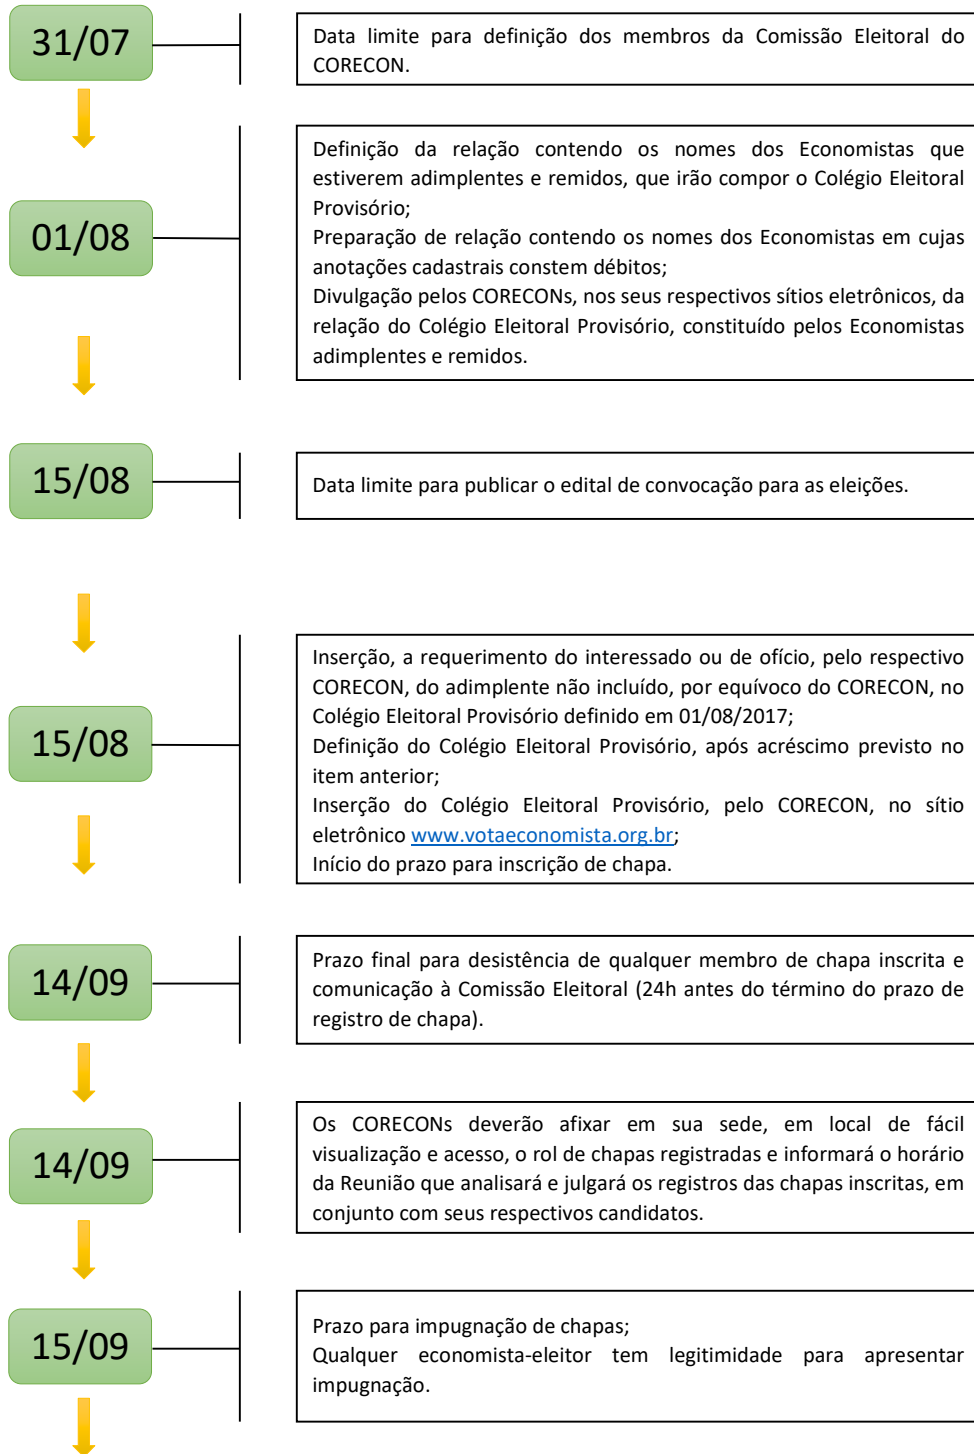 31/07
Data limite para definição dos membros da Comissão Eleitoral do
CORECON.
01/08
Definição da relação contendo os nomes dos Economistas que
estiverem adimplentes e remidos, que irão compor o Colégio Eleitoral
Provisório;
Preparação de relação contendo os nomes dos Economistas em cujas
anotações cadastrais constem débitos;
Divulgação pelos CORECONs, nos seus respectivos sítios eletrônicos, da
relação do Colégio Eleitoral Provisório, constituído pelos Economistas
adimplentes e remidos.
15/08
Data limite para publicar o edital de convocação para as eleições.
15/08
Inserção, a requerimento do interessado ou de ofício, pelo respectivo
CORECON, do adimplente não incluído, por equívoco do CORECON, no
Colégio Eleitoral Provisório definido em 01/08/2017;
Definição do Colégio Eleitoral Provisório, após acréscimo previsto no
item anterior;
Inserção do Colégio Eleitoral Provisório, pelo CORECON, no sítio
eletrônico www.votaeconomista.org.br;
Início do prazo para inscrição de chapa.
14/09
Prazo final para desistência de qualquer membro de chapa inscrita e
comunicação à Comissão Eleitoral (24h antes do término do prazo de
registro de chapa).
14/09
Os CORECONs deverão afixar em sua sede, em local de fácil
visualização e acesso, o rol de chapas registradas e informará o horário
da Reunião que analisará e julgará os registros das chapas inscritas, em
conjunto com seus respectivos candidatos.
15/09
Prazo para impugnação de chapas;
Qualquer economista-eleitor tem legitimidade para apresentar
impugnação.